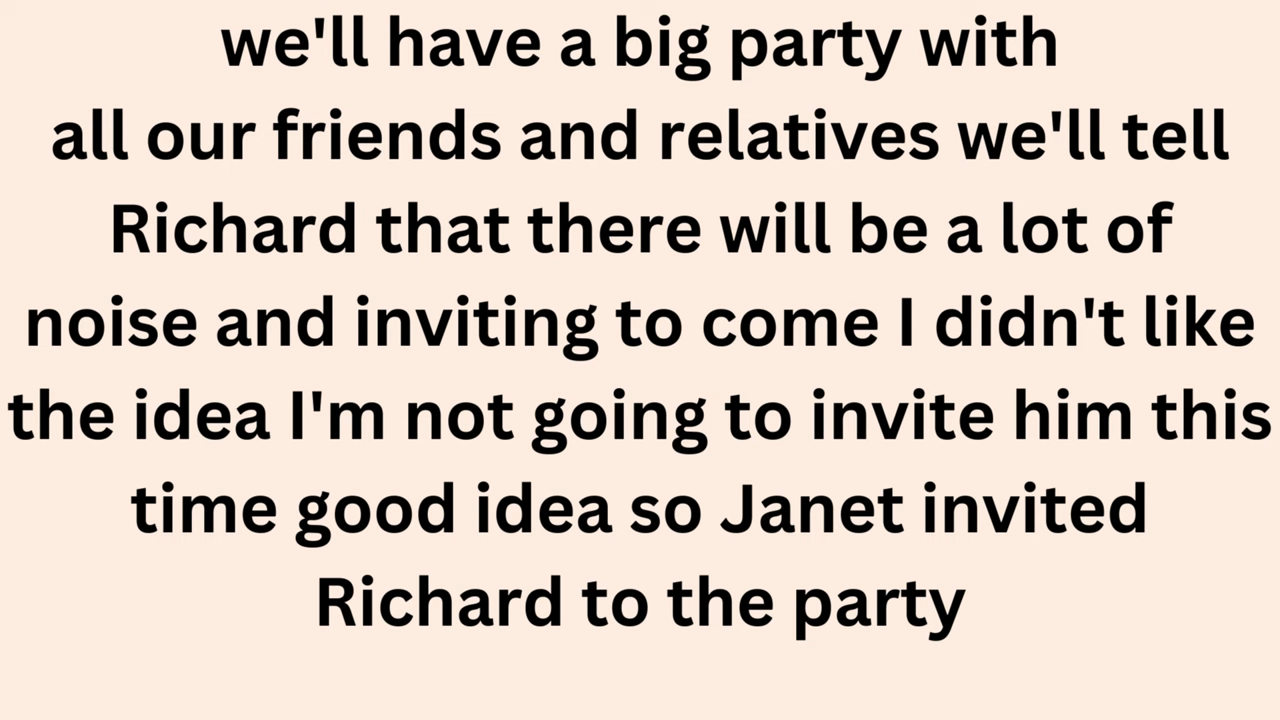 we'll have a big party with
all our friends and relatives we'll tell
Richard that there will be a lot of
noise and inviting to come I didn't like
the idea I'm not going to invite him this
time good idea so Janet invited
Richard to the party